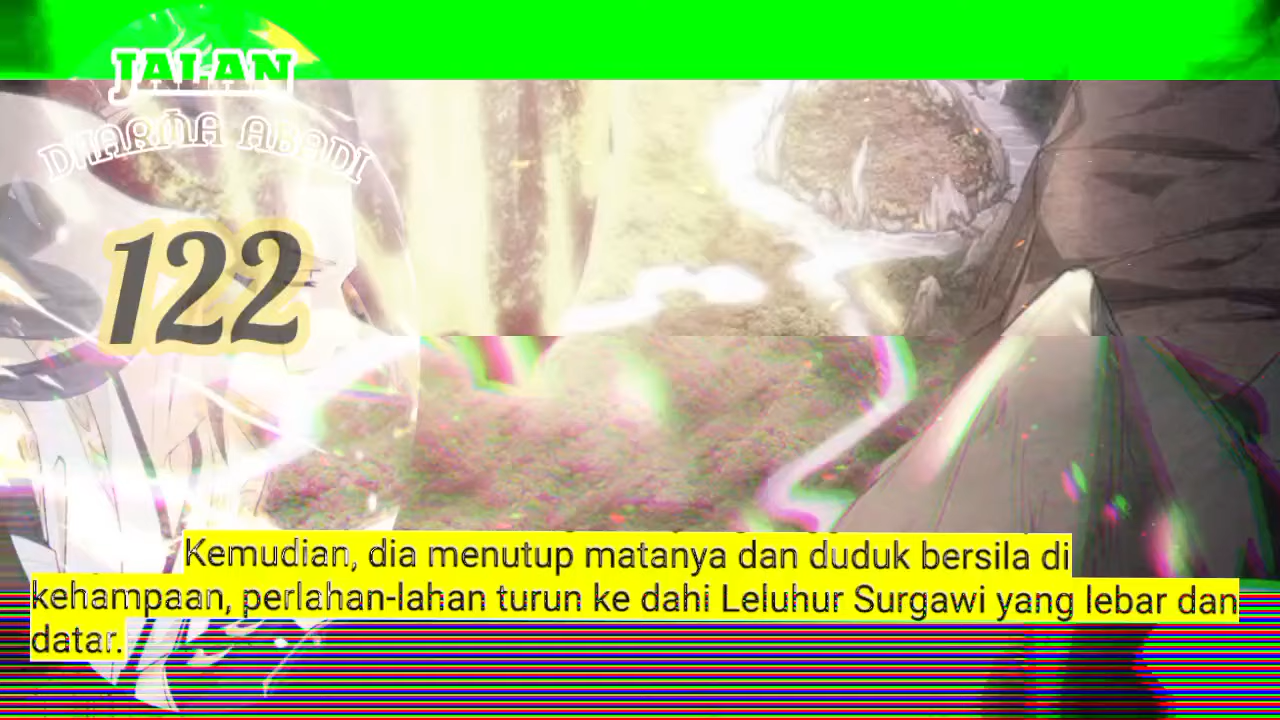 JALAN
DHARMA ABADI
122
Kemudian, dia menutup matanya dan duduk bersila di
kehampaan, perlahan-lahan turun ke dahi Leluhur Surgawi yang lebar dan
datar.